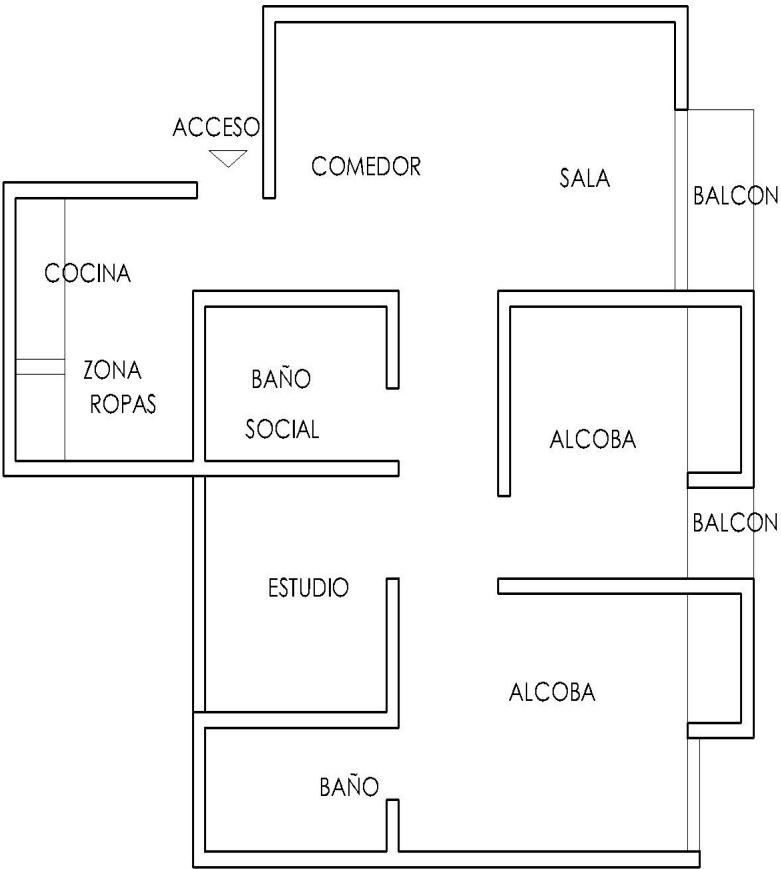 ACCESO
COMEDOR
SALA
BALCON
COCINA
ZONA
ROPAS
BAÑO
SOCIAL
ALCOBA
BALCON
ESTUDIO
ALCOBA
BAÑO